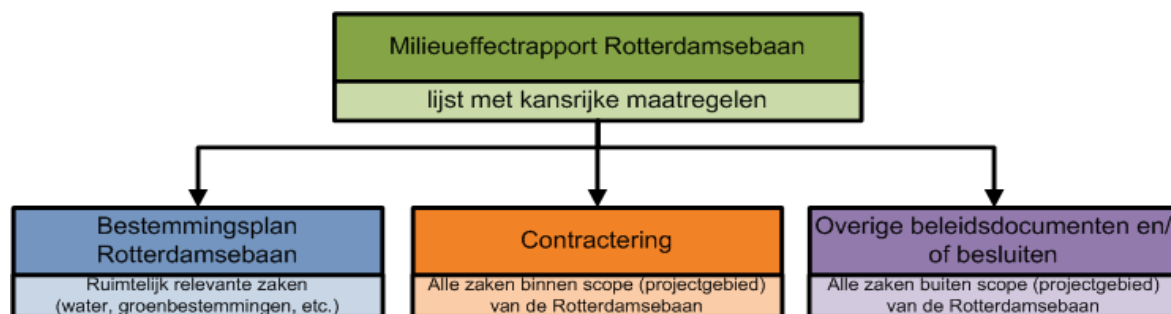 Milieueffectrapport Rotterdamsebaan
lijst met kansrijke maatregelen
Bestemmingsplan
Rotterdamsebaan
Ruimtelijk relevante zaken
(water, groenbestemmingen, etc.)
Contractering
Alle zaken binnen scope (projectgebied)
van de Rotterdamsebaan
Overige beleidsdocumenten en/
of besluiten
Alle zaken buiten scope (projectgebied)
van de Rotterdamsebaan